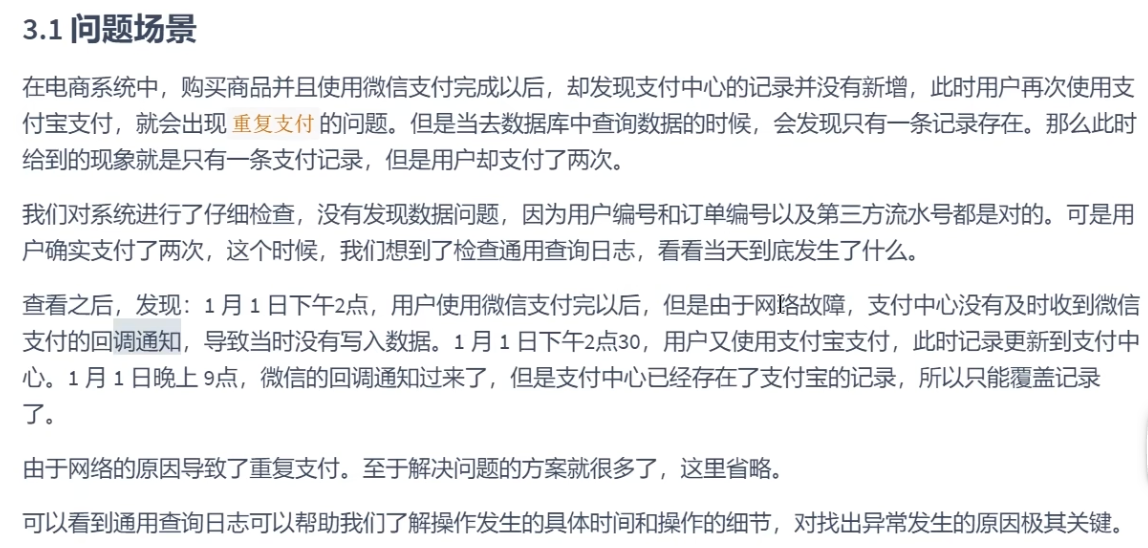 3.1 问题场景
在电商系统中，购买商品并且使用微信支付完成以后，却发现支付中心的记录并没有新增，此时用户再次使用支
付宝支付，就会出现 重复支付 的问题。但是当去数据库中查询数据的时候，会发现只有一条记录存在。那么此时
给到的现象就是只有一条支付记录，但是用户却支付了两次。
我们对系统进行了仔细检查，没有发现数据问题，因为用户编号和订单编号以及第三方流水号都是对的。可是用
户确实支付了两次，这个时候，我们想到了检查通用查询日志，看看当天到底发生了什么。
查看之后，发现：1 月 1 日下午2点，用户使用微信支付完以后，但是由于网络故障，支付中心没有及时收到微信
支付的回调通知，导致当时没有写入数据。1 月 1 日下午2点30，用户又使用支付宝支付，此时记录更新到支付中
心。1 月 1 日晚上 9点，微信的回调通知过来了，但是支付中心已经存在了支付宝的记录，所以只能覆盖记录
了。
由于网络的原因导致了重复支付。至于解决问题的方案就很多了，这里省略。
可以看到通用查询日志可以帮助我们了解操作发生的具体时间和操作的细节，对找出异常发生的原因极其关键。